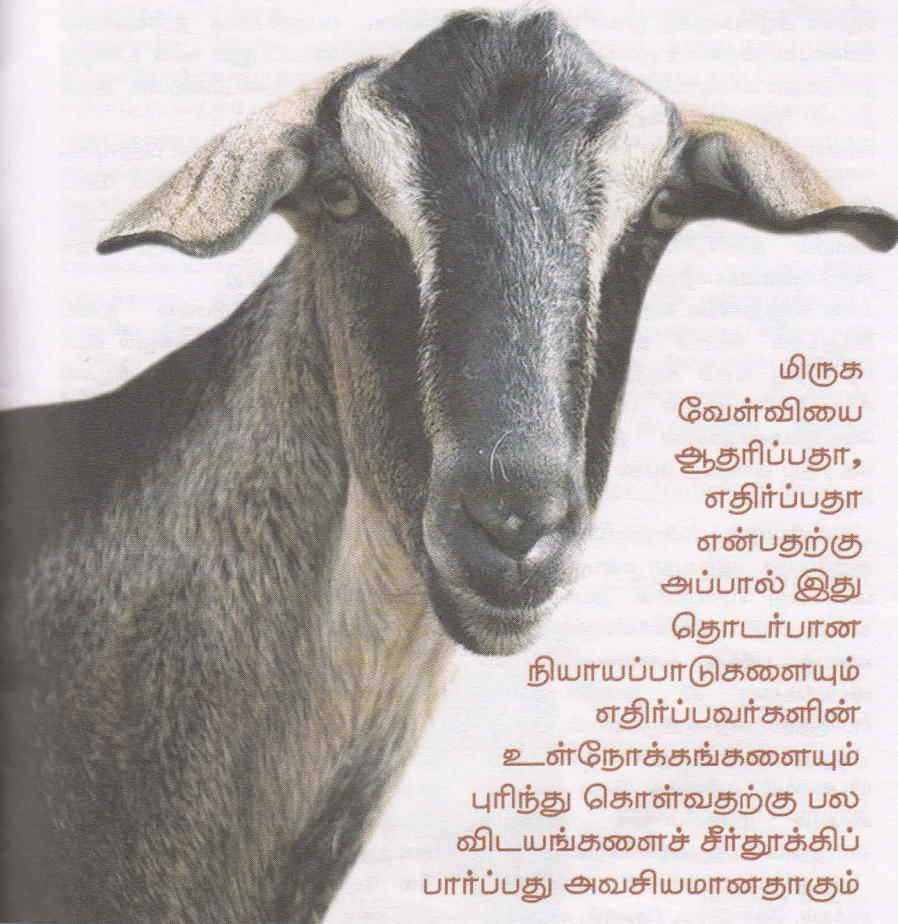 மிருக
வேள்வியை
ஆதரிப்பதா,
எதிர்ப்பதா
என்பதற்கு
அப்பால் இது
தொடர்பான
நியாயப்பாடுகளையும்
எதிர்ப்பவர்களின்
உள்நோக்கங்களையும்
புரிந்து கொள்வதற்கு பல
விடயங்களைச் சீர்தூக்கிப்
பார்ப்பது அவசியமானதாகும்